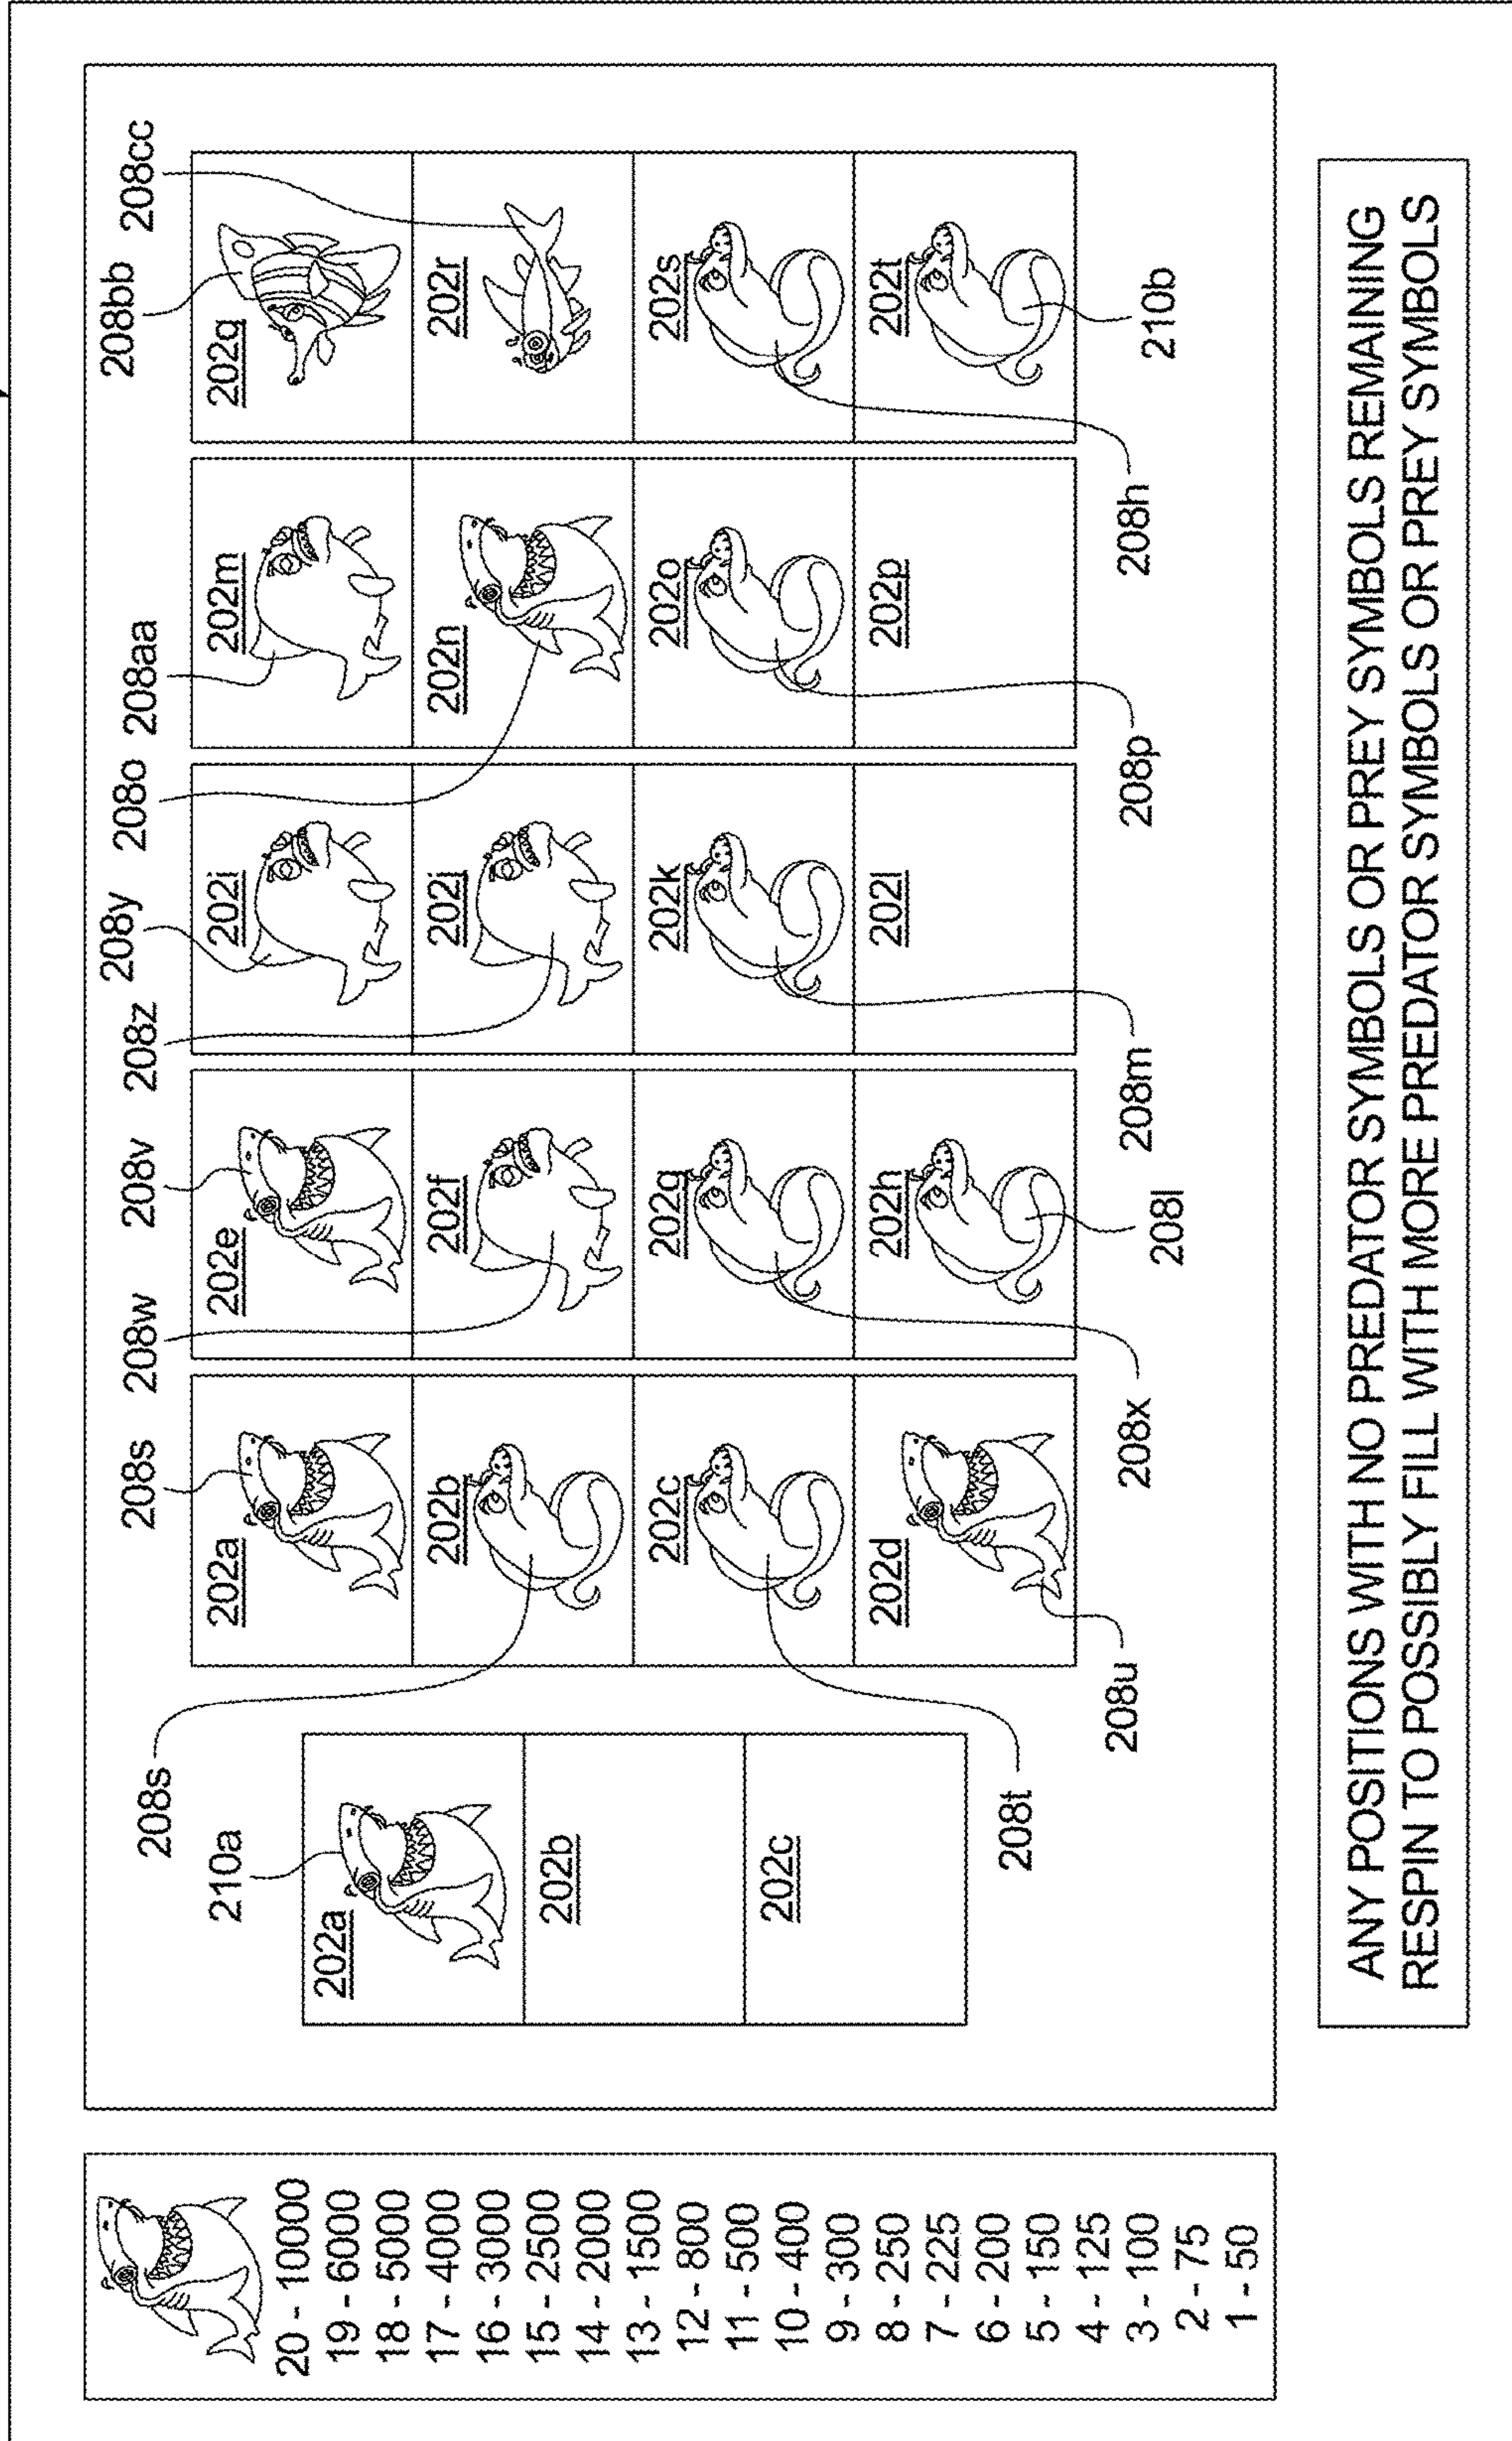 20 - 10000
19 - 6000
18 - 5000
17 - 4000
16 - 3000
15 - 2500
14 - 2000
13 - 1500
12 - 800
11 - 500
10 - 400
9 - 300
8 - 250
7 - 225
6 - 200
5 - 150
4 - 125
3 - 100
2 - 75
1 - 50
210a
208s
208s
208w
208v
208z
208y
208o
208aa
208bb
208cc
202a
202b
202c
202a
202b
202c
202d
202e
202f
202g
202h
202i
202j
202k
202l
202m
202n
202o
202p
202q
202r
202s
202t
208t
208u
208x
208l
208m
208p
208h
210b
ANY POSITIONS WITH NO PREDATOR SYMBOLS OR PREY SYMBOLS REMAINING
RESPIN TO POSSIBLY FILL WITH MORE PREDATOR SYMBOLS OR PREY SYMBOLS